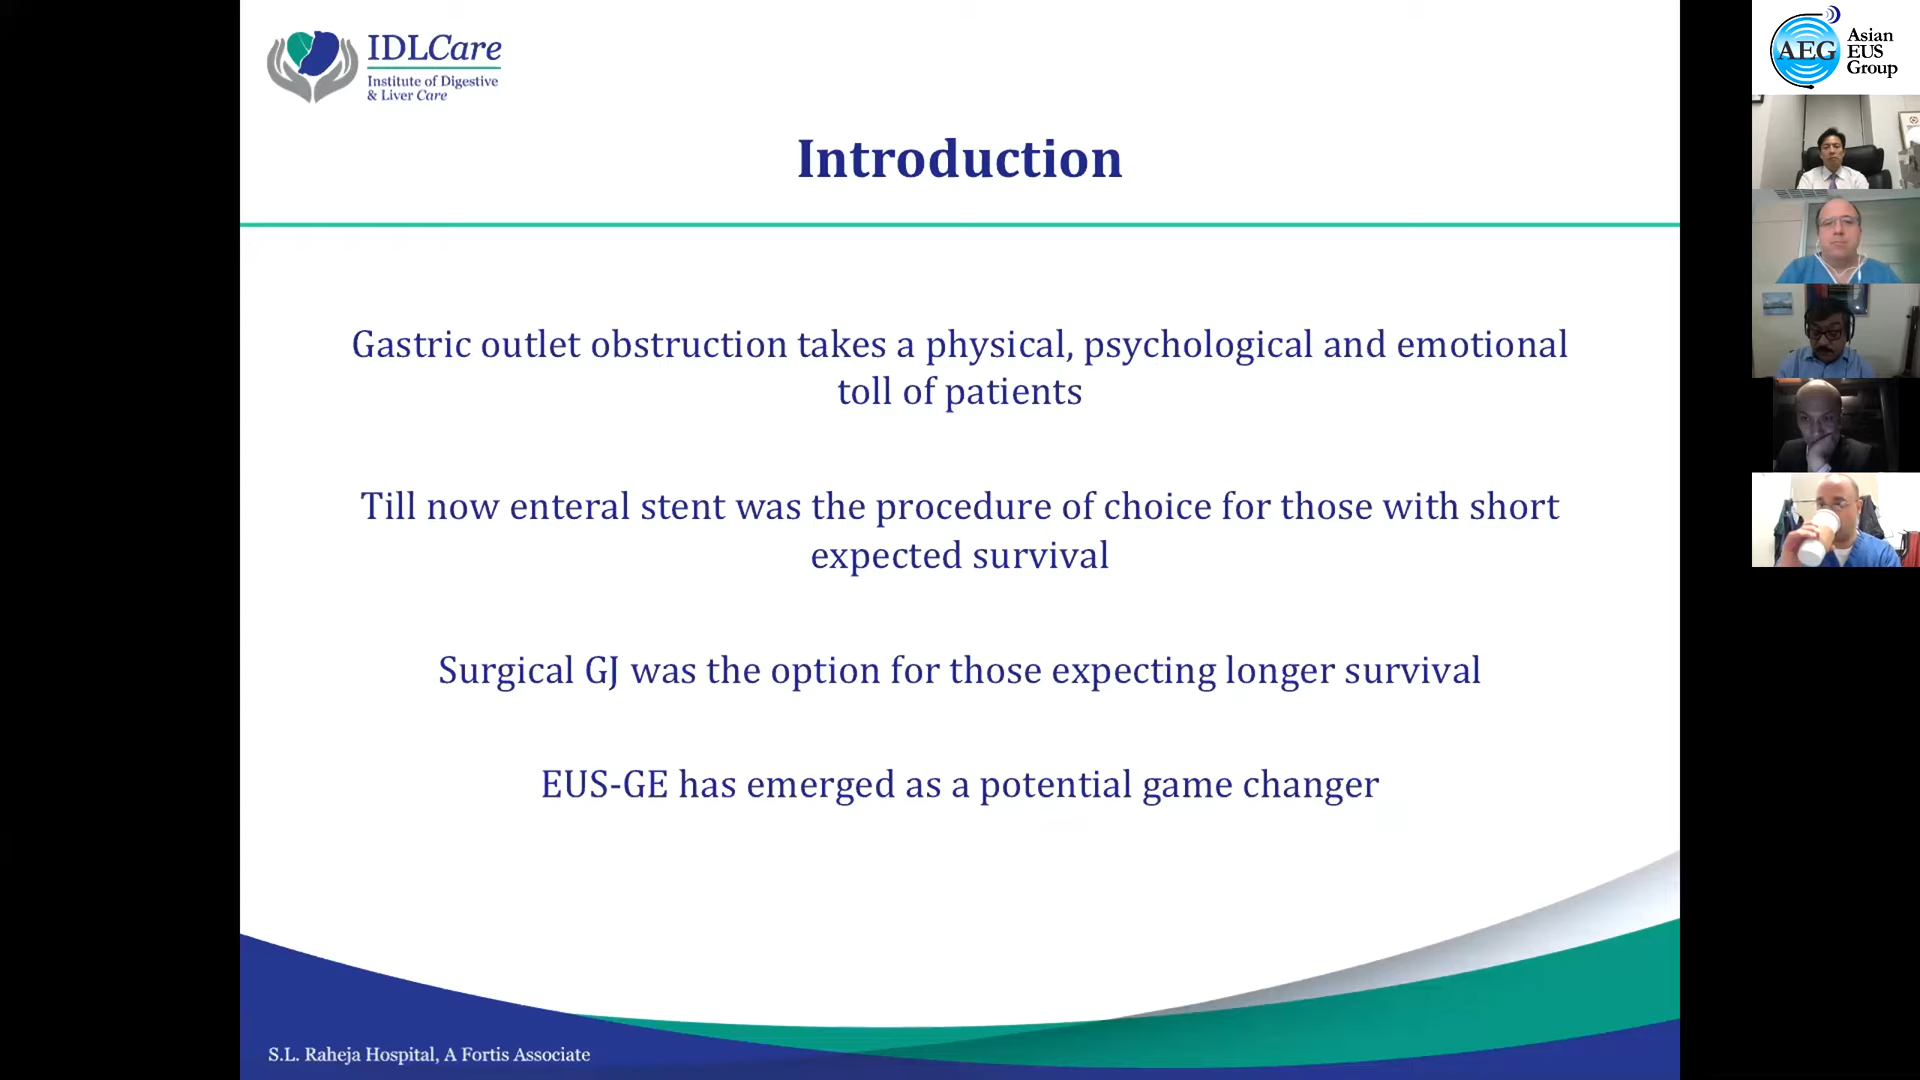 IDLCare
Institute of Digestive
& Liver Care
Introduction
Gastric outlet obstruction takes a physical, psychological and emotional
toll of patients
Till now enteral stent was the procedure of choice for those with short
expected survival
Surgical GJ was the option for those expecting longer survival
EUS-GE has emerged as a potential game changer
S.L. Raheja Hospital, A Fortis Associate
AEG
Asian
EUS
Group